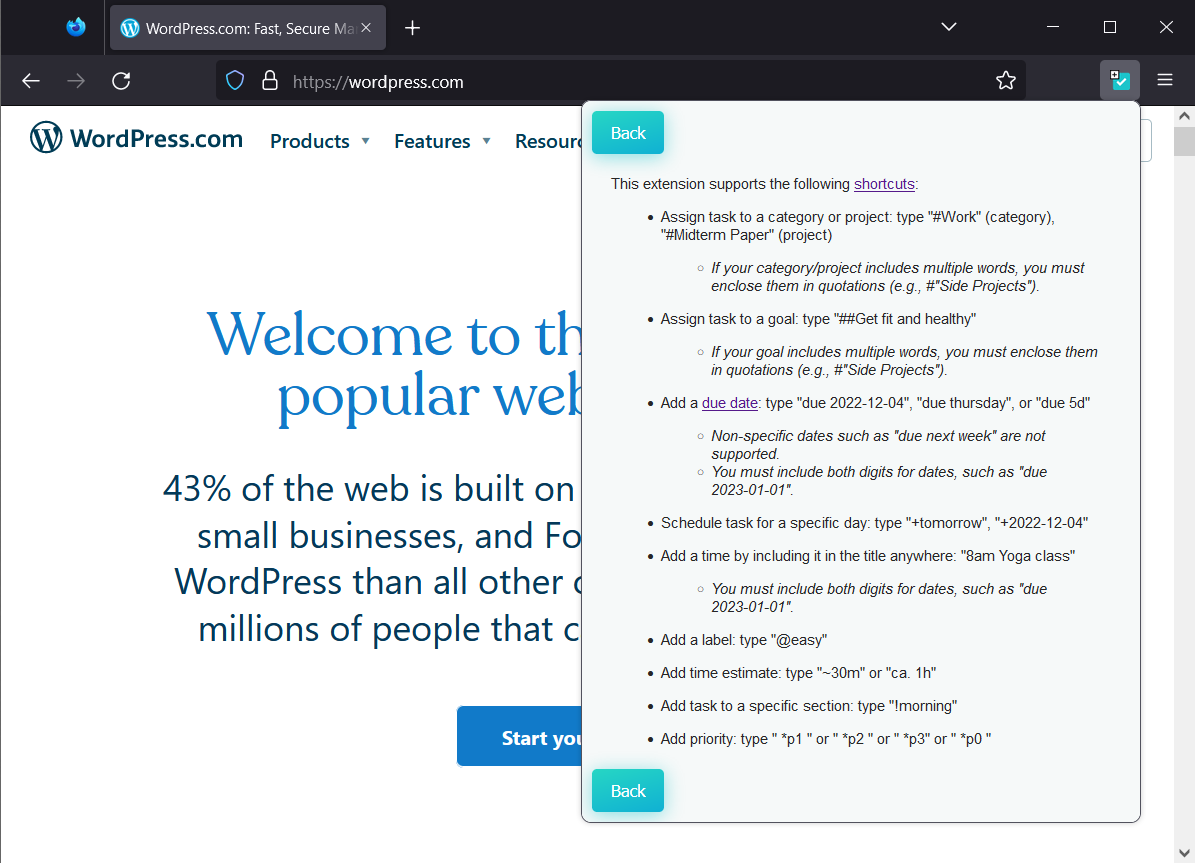 WordPress.com: Fast, Secure Ma
https://wordpress.com
WordPress.com
Products
Features
Back
This extension supports the following shortcuts:
• Assign task to a category or project: type "#Work" (category),
"#Midterm Paper" (project)
○ If your category/project includes multiple words, you must
enclose them in quotations (e.g., #"Side Projects").
• Assign task to a goal: type "##Get fit and healthy"
○ If your goal includes multiple words, you must enclose them
in quotations (e.g., #"Side Projects").
• Add a due date: type "due 2022-12-04", "due thursday", or "due 5d"
○ Non-specific dates such as "due next week" are not
supported.
○ You must include both digits for dates, such as "due
2023-01-01".
• Schedule task for a specific day: type "+tomorrow", "+2022-12-04"
• Add a time by including it in the title anywhere: "8am Yoga class"
○ You must include both digits for dates, such as "due
2023-01-01".
• Add a label: type "@easy"
• Add time estimate: type "~30m" or "ca. 1h"
• Add task to a specific section: type "!morning"
• Add priority: type " *p1 " or " *p2 " or " *p3" or " *p0 "
Back
Welcome to th
popular web
43% of the web is built on
small businesses, and Fo
WordPress than all other
millions of people that c
Start you